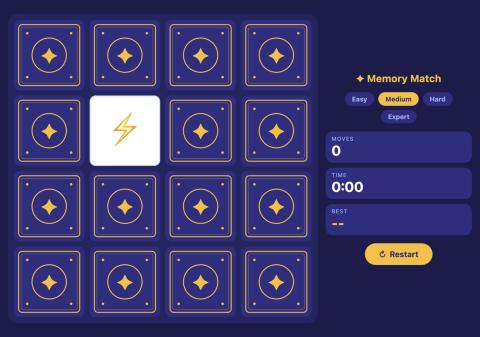 Memory Match
Easy Medium Hard
Expert
MOVES
0
TIME
0:00
BEST
--
Restart